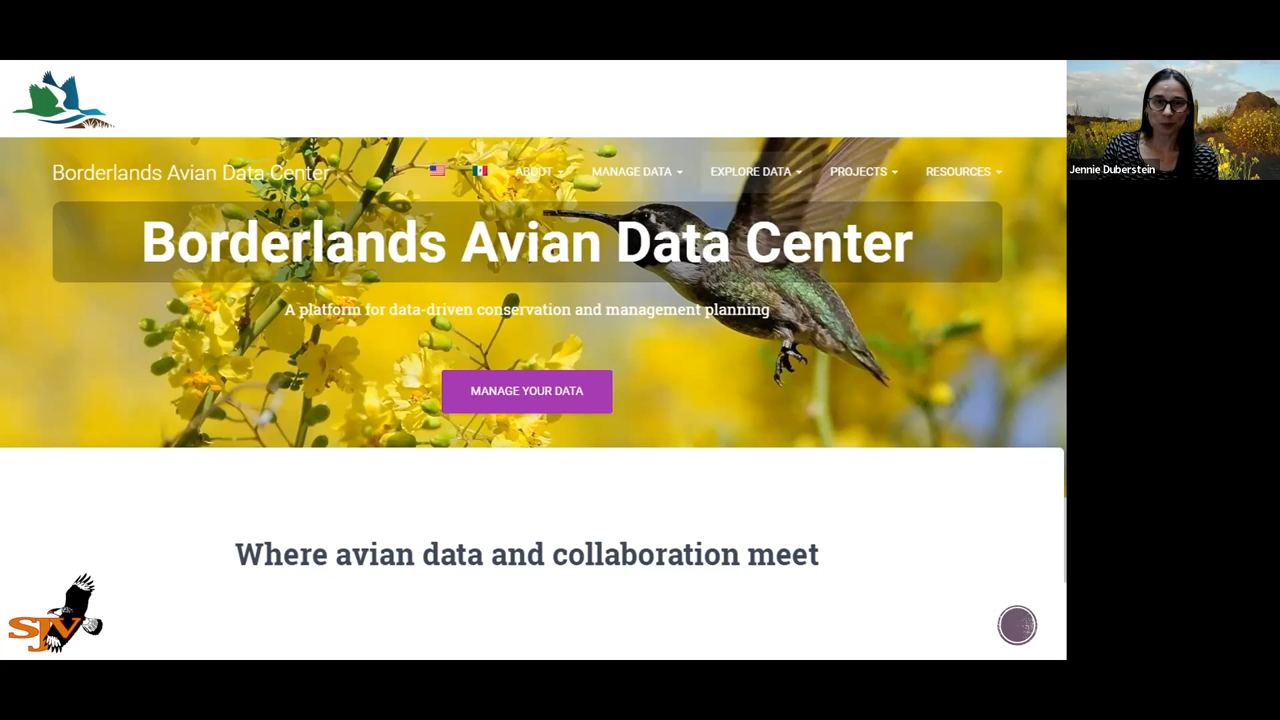 Borderlands Avian Data Center
ABOUT
MANAGE DATA
EXPLORE DATA
PROJECTS
RESOURCES
Jennie Duberstein
Borderlands Avian Data Center
A platform for data-driven conservation and management planning
MANAGE YOUR DATA
Where avian data and collaboration meet
SJV